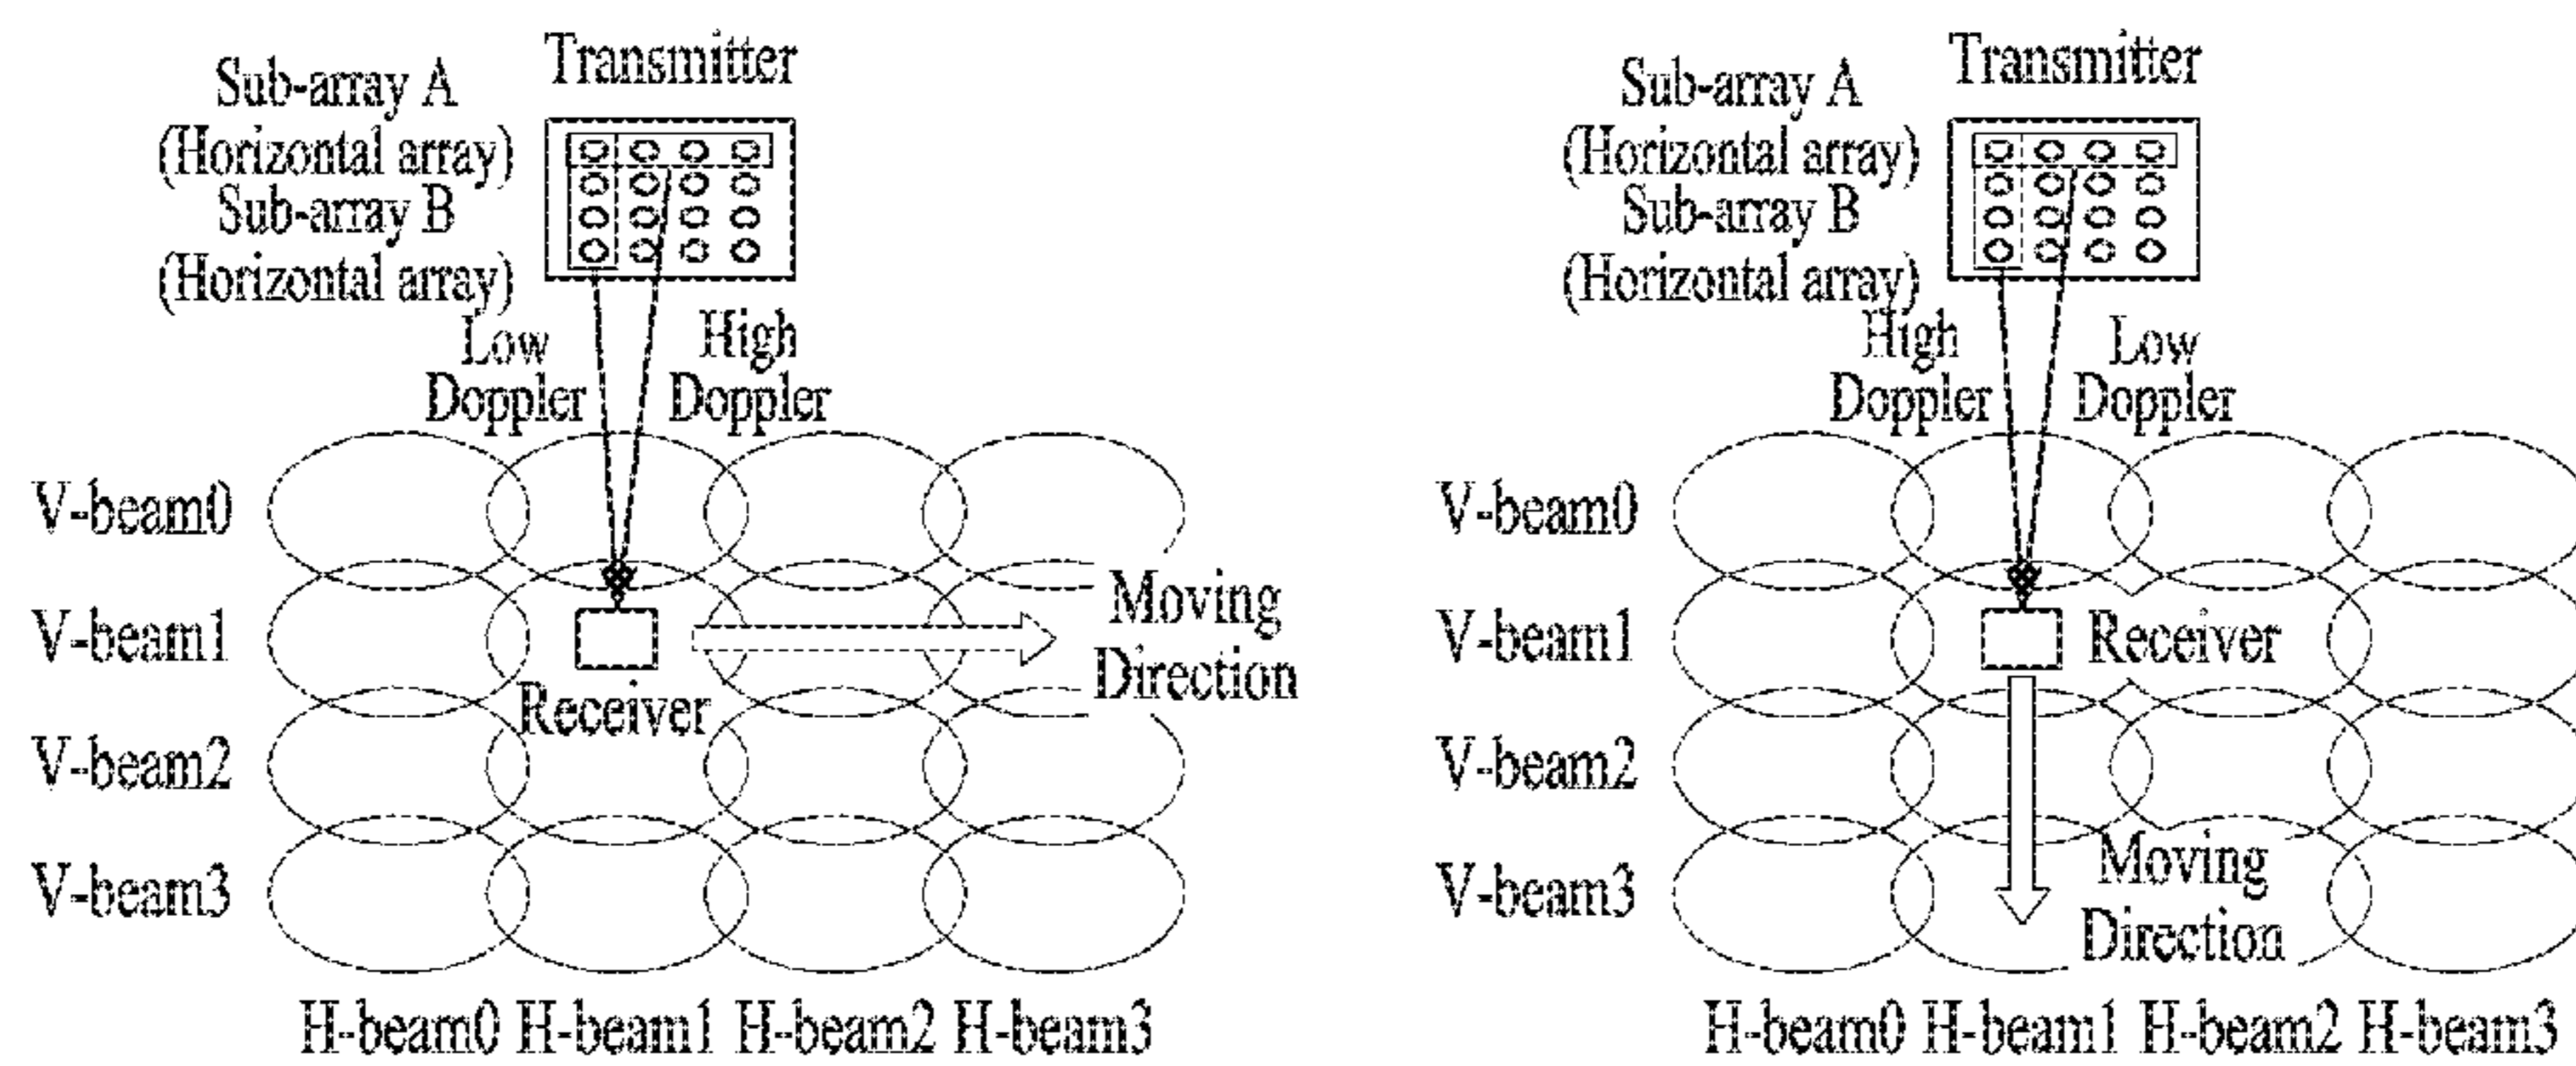 Transmitter
Sub-array A
(Horizontal array)
Sub-array B
(Horizontal array)
Low
Doppler
High
Doppler
V-beam0
V-beam1
V-beam2
V-beam3
Receiver
Moving
Direction
H-beam0 H-beam1 H-beam2 H-beam3
Transmitter
Sub-array A
(Horizontal array)
Sub-array B
(Horizontal array)
High
Doppler
Low
Doppler
V-beam0
V-beam1
V-beam2
V-beam3
Receiver
Moving
Direction
H-beam0 H-beam1 H-beam2 H-beam3